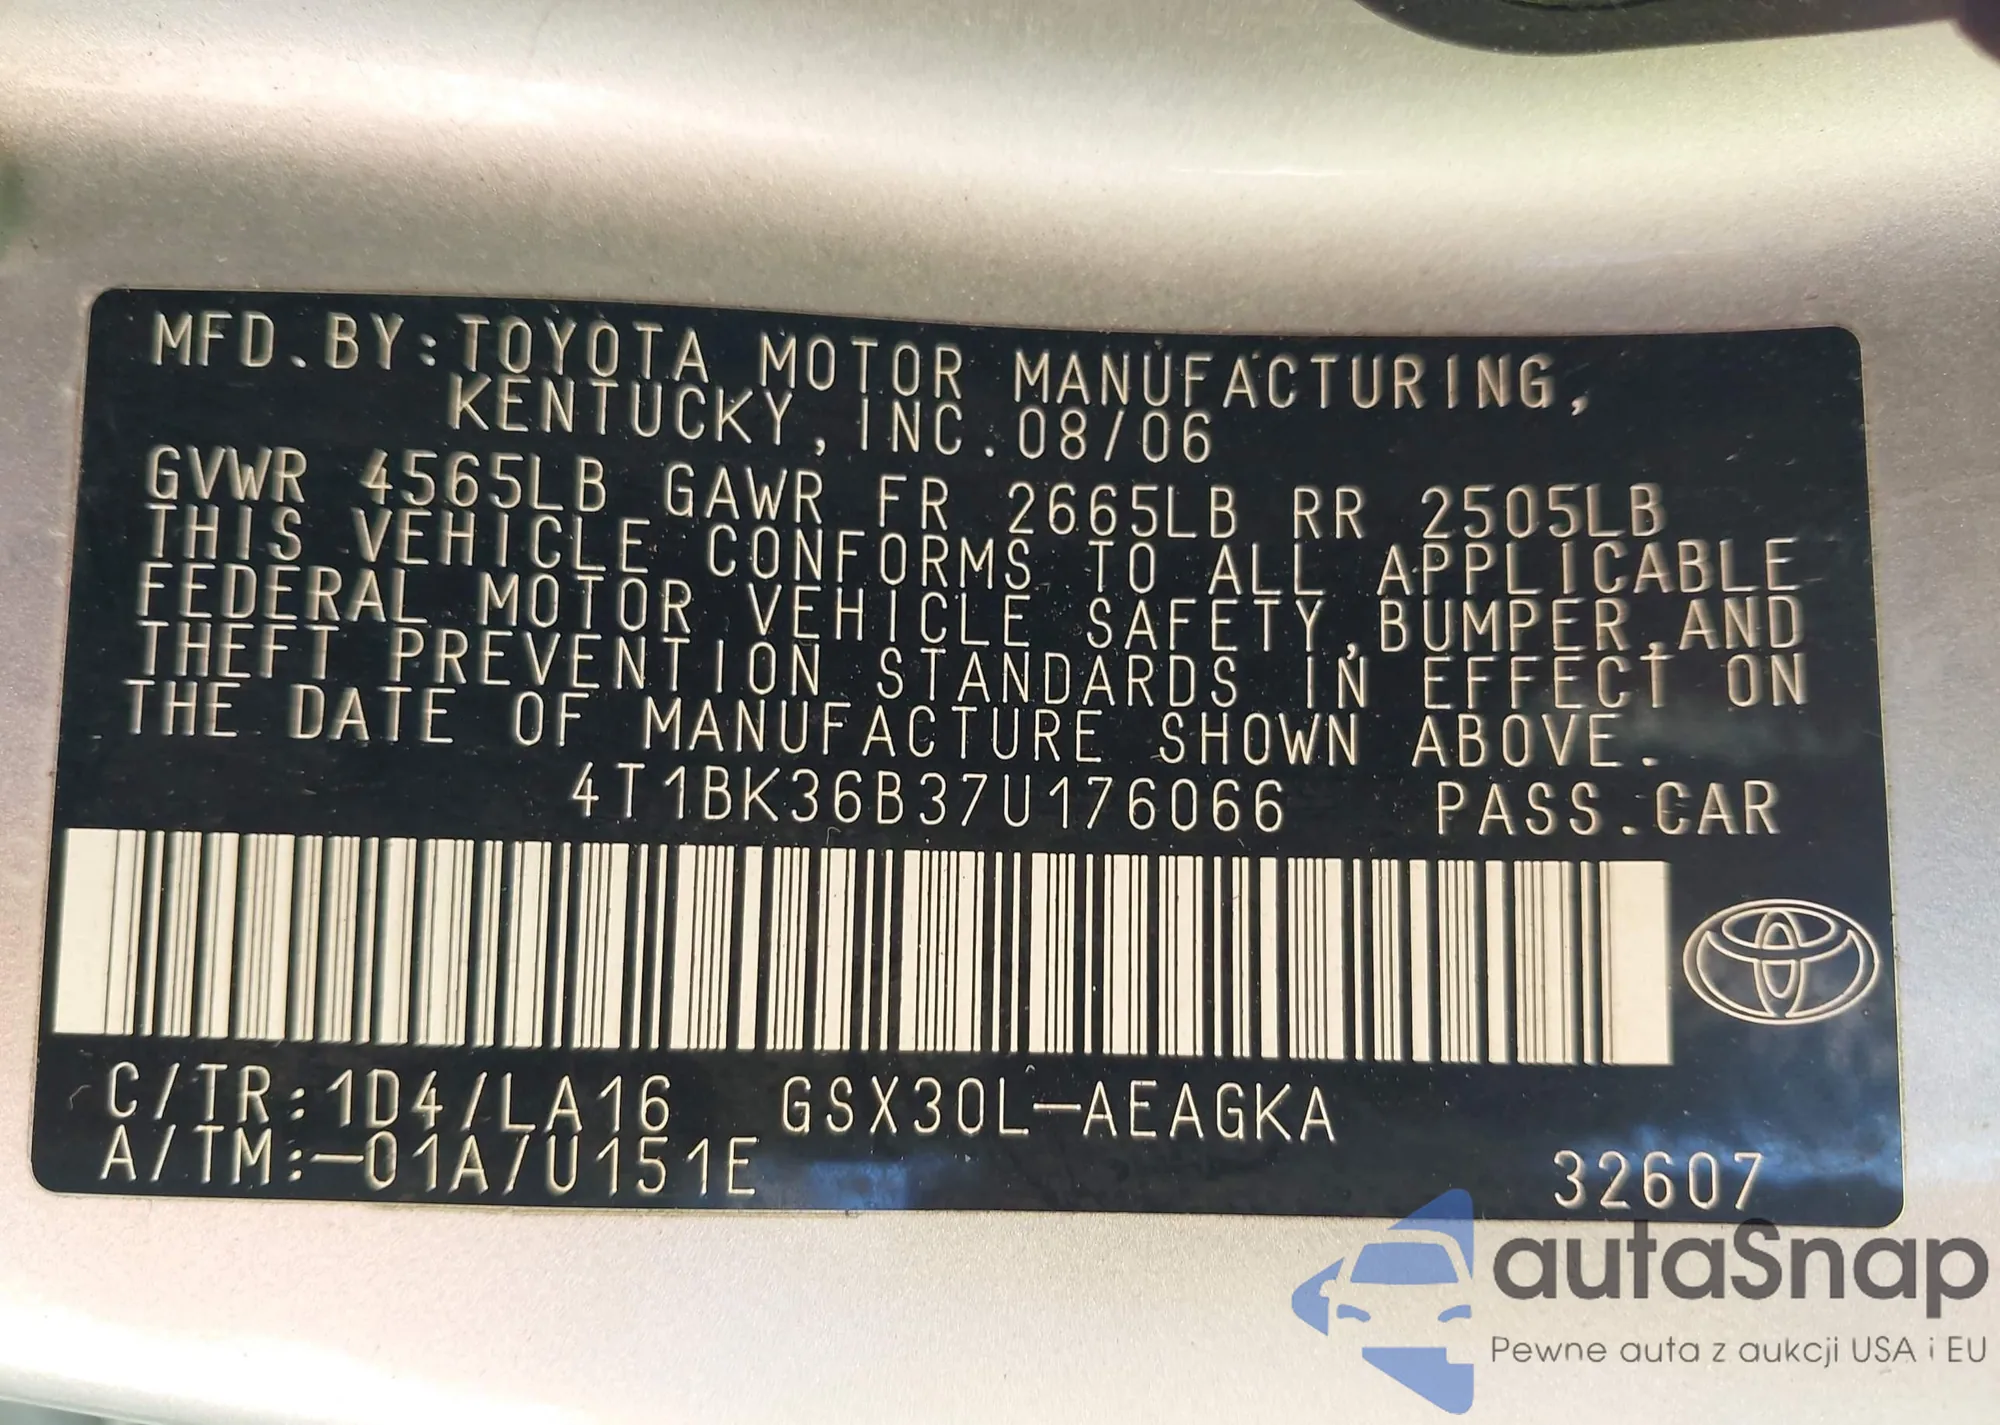 MFD.BY:TOYOTA MOTOR MANUFACTURING,
KENTUCKY,INC.08/06
GVWR 4565LB GAWR FR 2665LB RR 2505LB
THIS VEHICLE CONFORMS TO ALL APPLICABLE
FEDERAL MOTOR VEHICLE SAFETY,BUMPER,AND
THEFT PREVENTION STANDARDS IN EFFECT ON
THE DATE OF MANUFACTURE SHOWN ABOVE.
4T1BK36B37U176066 PASS.CAR
C/TR:1D4/LA16 GSX30L-AEAGKA
A/TM:-01A/U151E
32607
autaSnap
Pewne auta z aukcji USA i EU